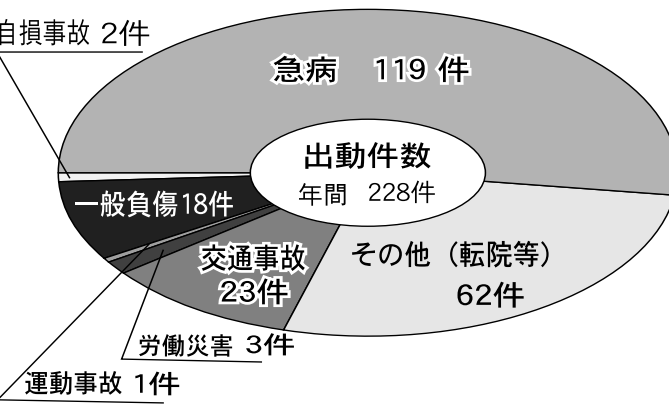 自損事故 2件
急病 119 件
出動件数
年間 228件
一般負傷18件
交通事故
23件
その他（転院等）
62件
労働災害 3件
運動事故 1件